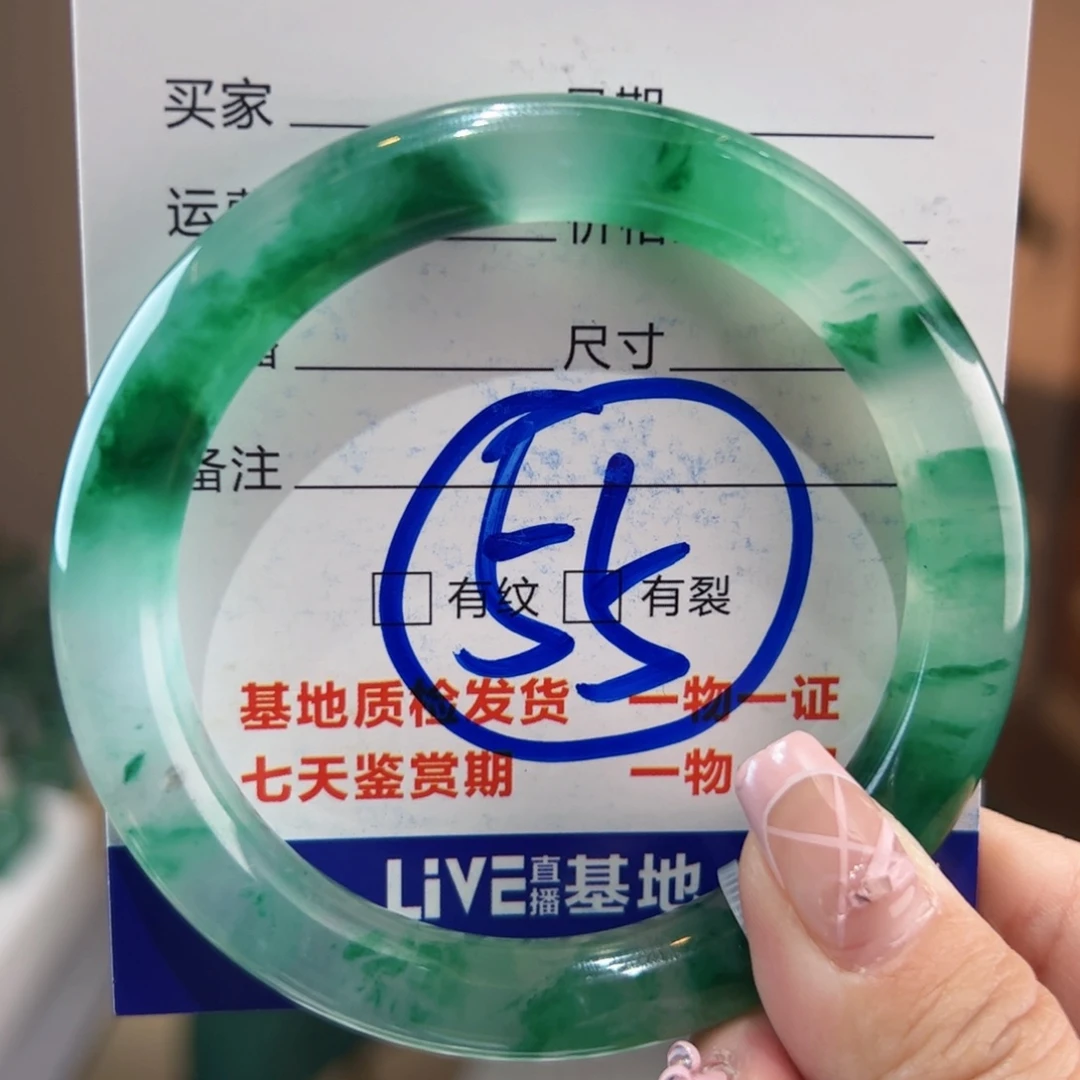 买家
尺寸
备注
55
有纹 有裂
基地质检发货 一物一证
七天鉴赏期 一物
LiVE直播基地